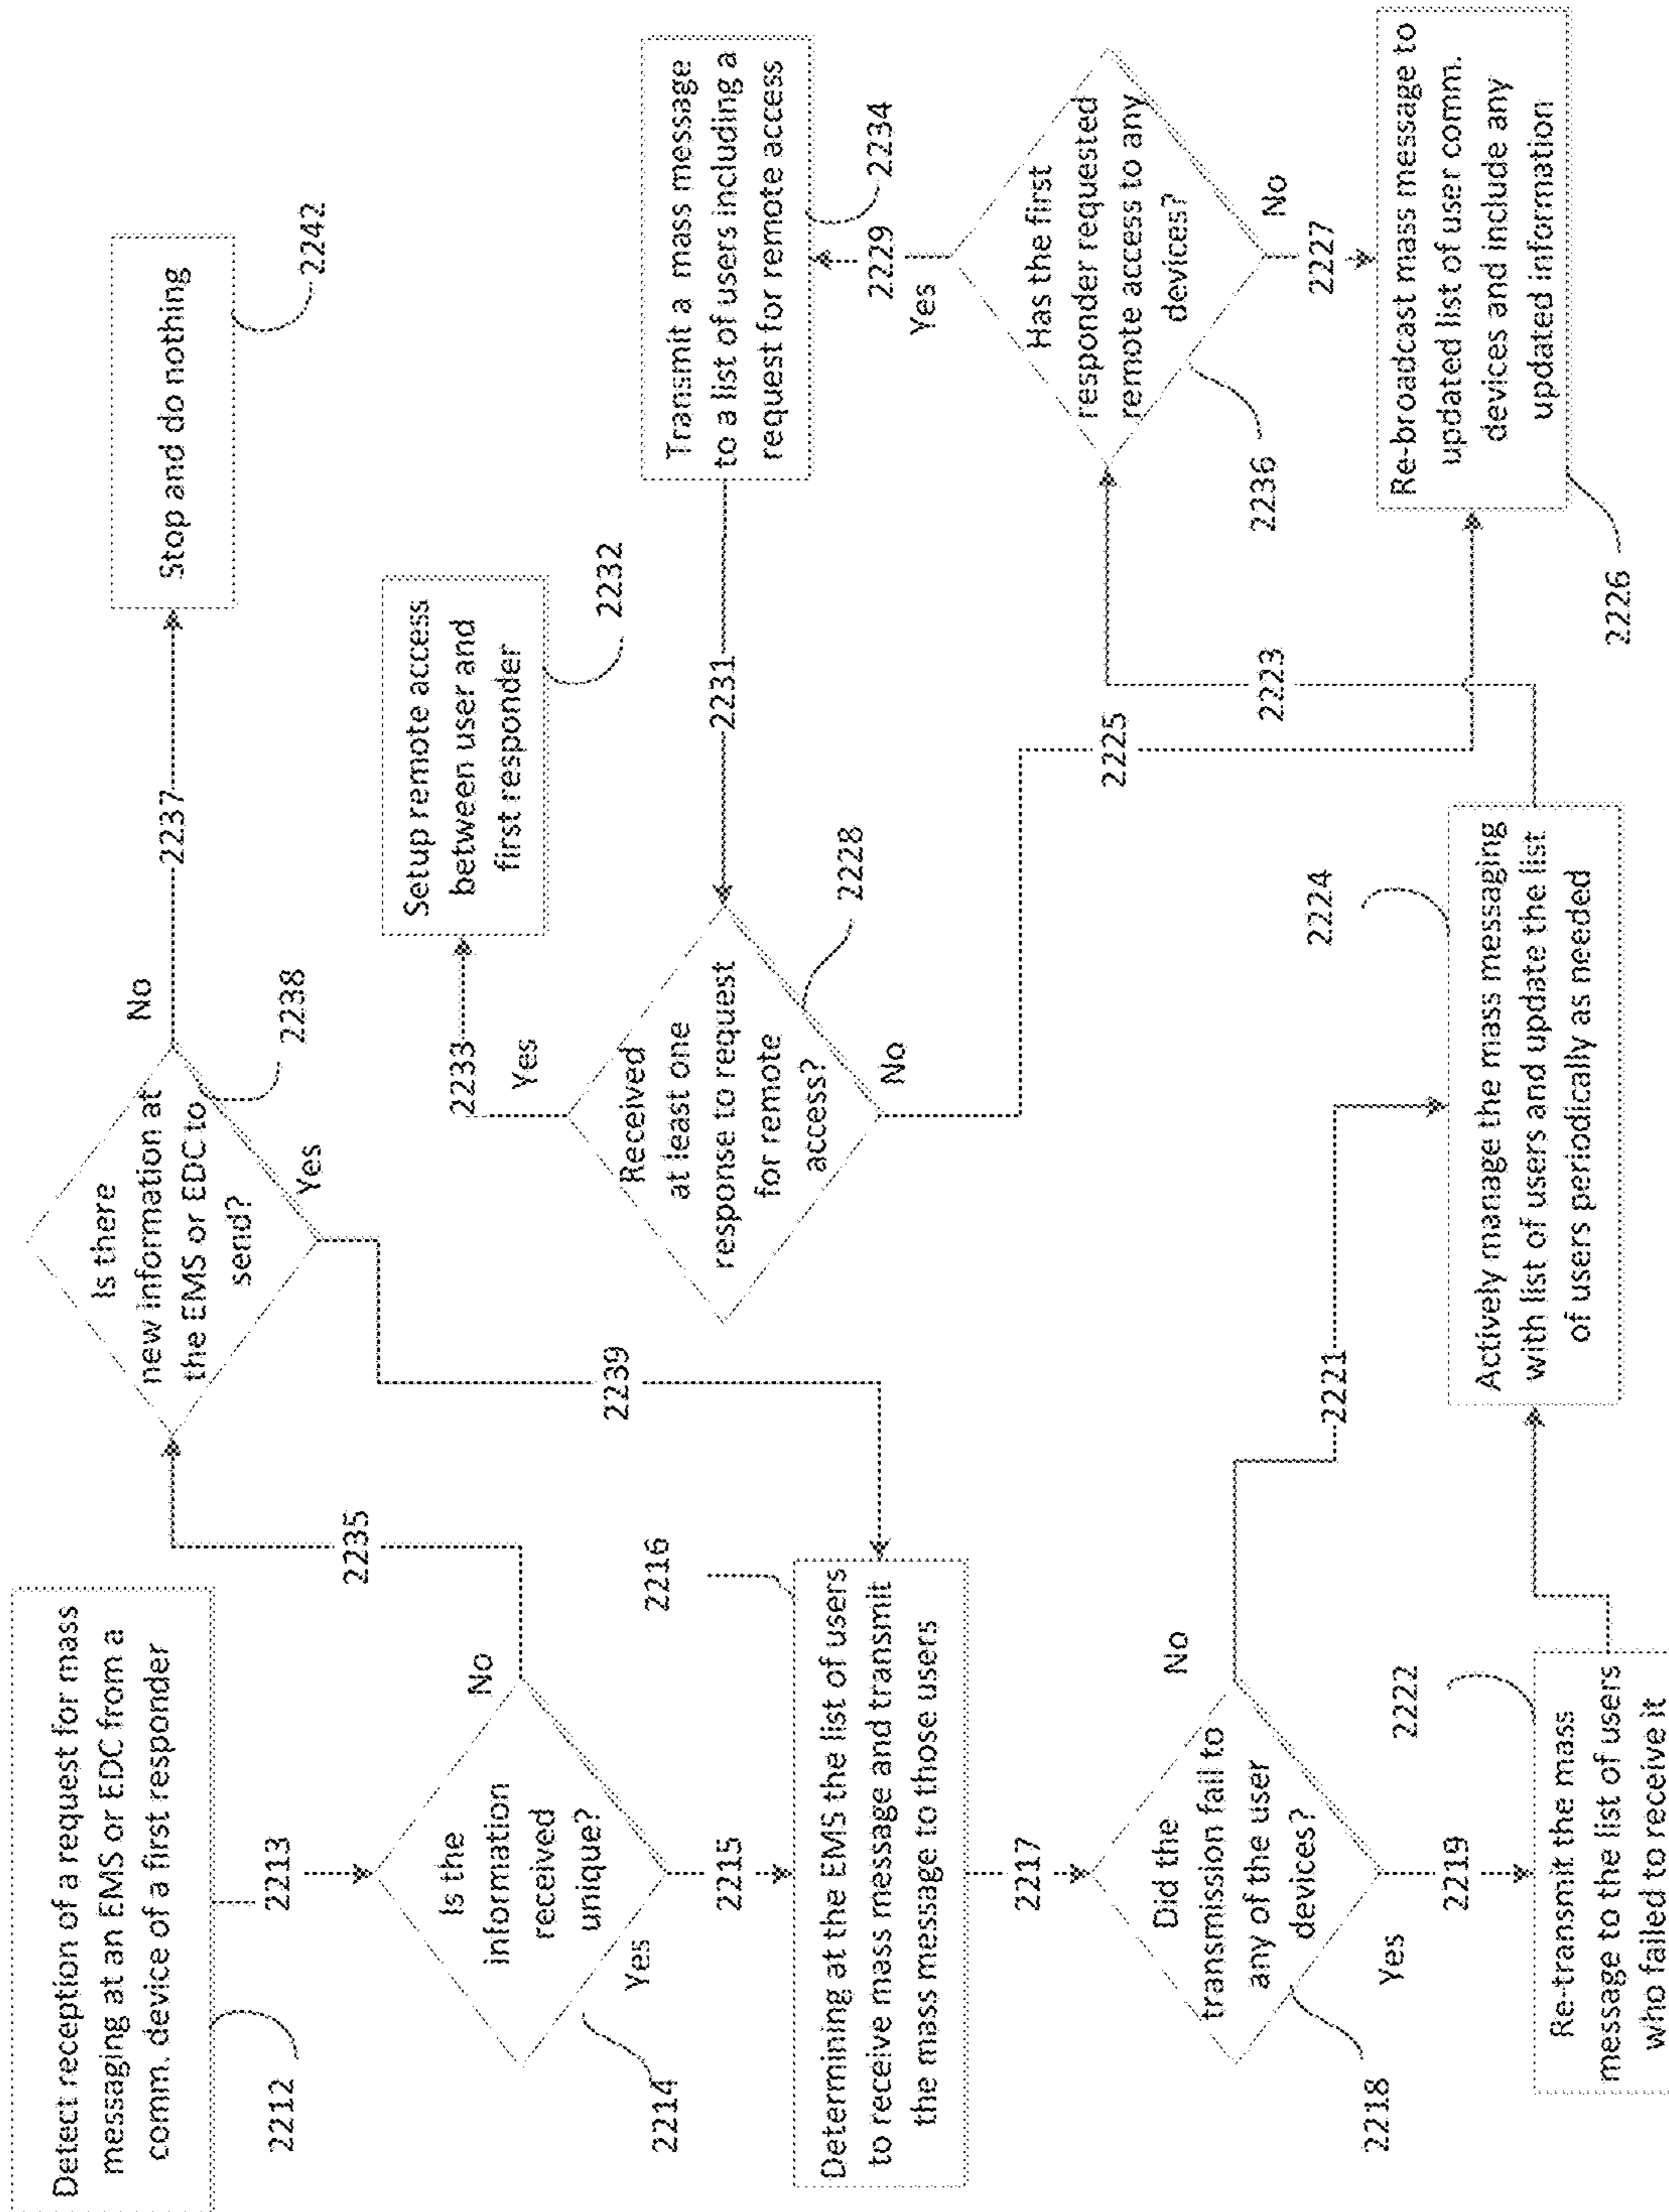 Detect reception of a request for mass
messaging at an EMS or EDC from a
comm. device of a first responder
2212
2213
Is the
information
received
unique?
No
Yes
2214
2215
2235
Is there
new information at
the EMS or EDC to
send?
No
Yes
2238
2237
Stop and do nothing
2242
2239
2216
Determining at the EMS the list of users
to receive mass message and transmit
the mass message to those users
2217
Did the
transmission fail to
any of the user
devices?
No
Yes
2218
2219
2222
Re-transmit the mass
message to the list of users
who failed to receive it
2221
2224
Actively manage the mass messaging
with list of users and update the list
of users periodically as needed
2223
Has the first
responder requested
remote access to any
devices?
2236
Yes
2229
No
2227
Transmit a mass message
to a list of users including a
request for remote access
2234
2231
Received
at least one
response to request
for remote
access?
2228
Yes
2233
No
2225
Setup remote access
between user and
first responder
2232
Re-broadcast mass message to
updated list of user comm.
devices and include any
updated information
2226